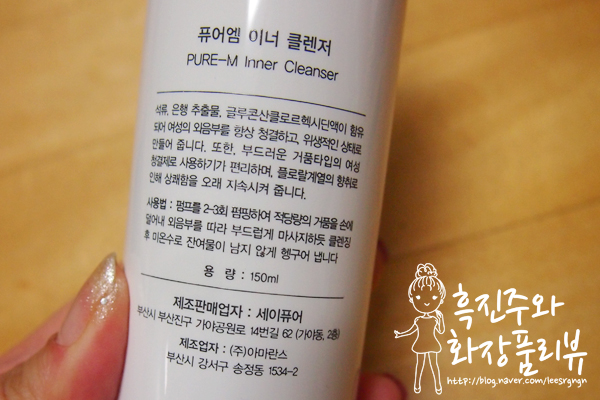 퓨어엠 이너 클렌저
PURE-M Inner Cleanser
석류, 은행 추출물, 글루콘산클로르헥시딘액이 함유
되어 여성의 외음부를 항상 청결하고, 위생적인 상태로
만들어 줍니다. 또한, 부드러운 거품타입의 여성
청결제로 사용하기가 편리하며, 플로랄계열의 향취로
인해 상쾌함을 오래 지속시켜 줍니다.
사용법 : 펌프를 2-3회 펌핑하여 적당량의 거품을 손에
덜어내 외음부를 따라 부드럽게 마사지하듯 클렌징
후 미온수로 잔여물이 남지 않게 헹구어 냅니다
용 량 : 150ml
제조판매업자 : 세이퓨어
부산시 부산진구 가야공원로 14번길 62 (가야동, 2층)
제조업자 : (주)아마란스
부산시 강서구 송정동 1534-2
흑진주와
화장품리뷰
http://blog.naver.com/leesrgngn